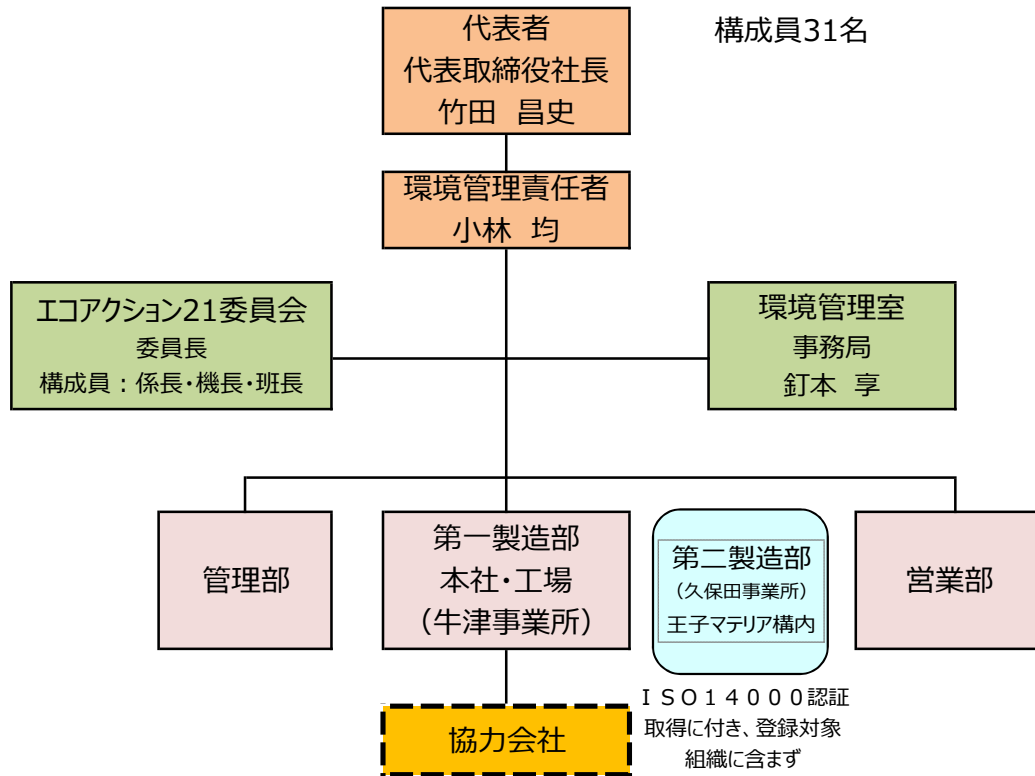 代表者
代表取締役社長
竹田　昌史
構成員31名
環境管理責任者
小林　均
エコアクション21委員会
委員長
構成員：係長・機長・班長
環境管理室
事務局
釘本　享
管理部
第一製造部
本社・工場
（牛津事業所）
第二製造部
（久保田事業所）
王子マテリア構内
営業部
ＩＳＯ１４０００認証
取得に付き、登録対象
組織に含まず
協力会社